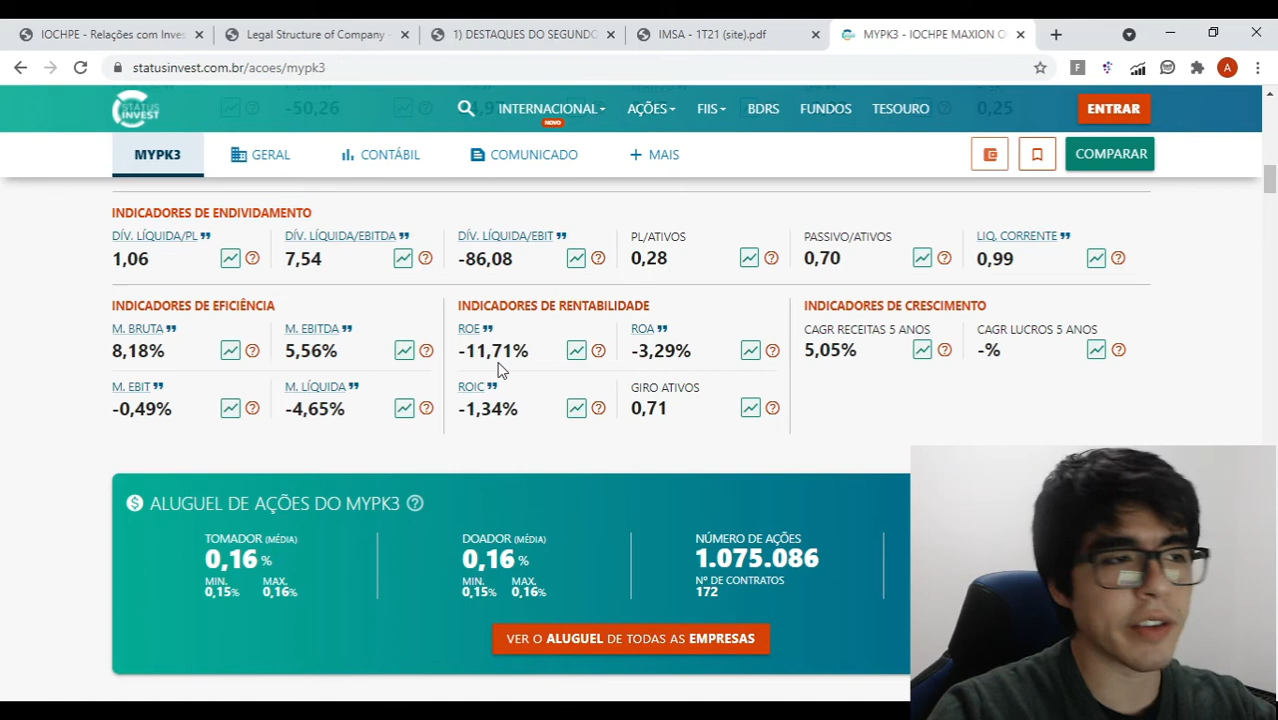 IOCHPE - Relações com Inves
Legal Structure of Company -
1) DESTAQUES DO SEGUND
IMSA - 1T21 (site).pdf
MYPK3 - IOCHPE MAXION O
statusinvest.com.br/acoes/mypk3
F
A
-50,26
0,25
STATUS INVEST
INTERNACIONAL
NOVO
AÇÕES
FIIS
BDRS
FUNDOS
TESOURO
ENTRAR
MYPK3
GERAL
CONTÁBIL
COMUNICADO
+ MAIS
COMPARAR
INDICADORES DE ENDIVIDAMENTO
DÍV. LÍQUIDA/PL
DÍV. LÍQUIDA/EBITDA
DÍV. LÍQUIDA/EBIT
PL/ATIVOS
PASSIVO/ATIVOS
LIQ. CORRENTE
1,06
7,54
-86,08
0,28
0,70
0,99
INDICADORES DE EFICIÊNCIA
INDICADORES DE RENTABILIDADE
INDICADORES DE CRESCIMENTO
M. BRUTA
M. EBITDA
ROE
ROA
CAGR RECEITAS 5 ANOS
CAGR LUCROS 5 ANOS
8,18%
5,56%
-11,71%
-3,29%
5,05%
-%
M. EBIT
M. LÍQUIDA
ROIC
GIRO ATIVOS
-0,49%
-4,65%
-1,34%
0,71
ALUGUEL DE AÇÕES DO MYPK3
TOMADOR (MÉDIA)
DOADOR (MÉDIA)
NÚMERO DE AÇÕES
0,16 %
0,16 %
1.075.086
MIN.
MAX.
MIN.
MAX.
Nº DE CONTRATOS
0,15%
0,16%
0,15%
0,16%
172
VER O ALUGUEL DE TODAS AS EMPRESAS